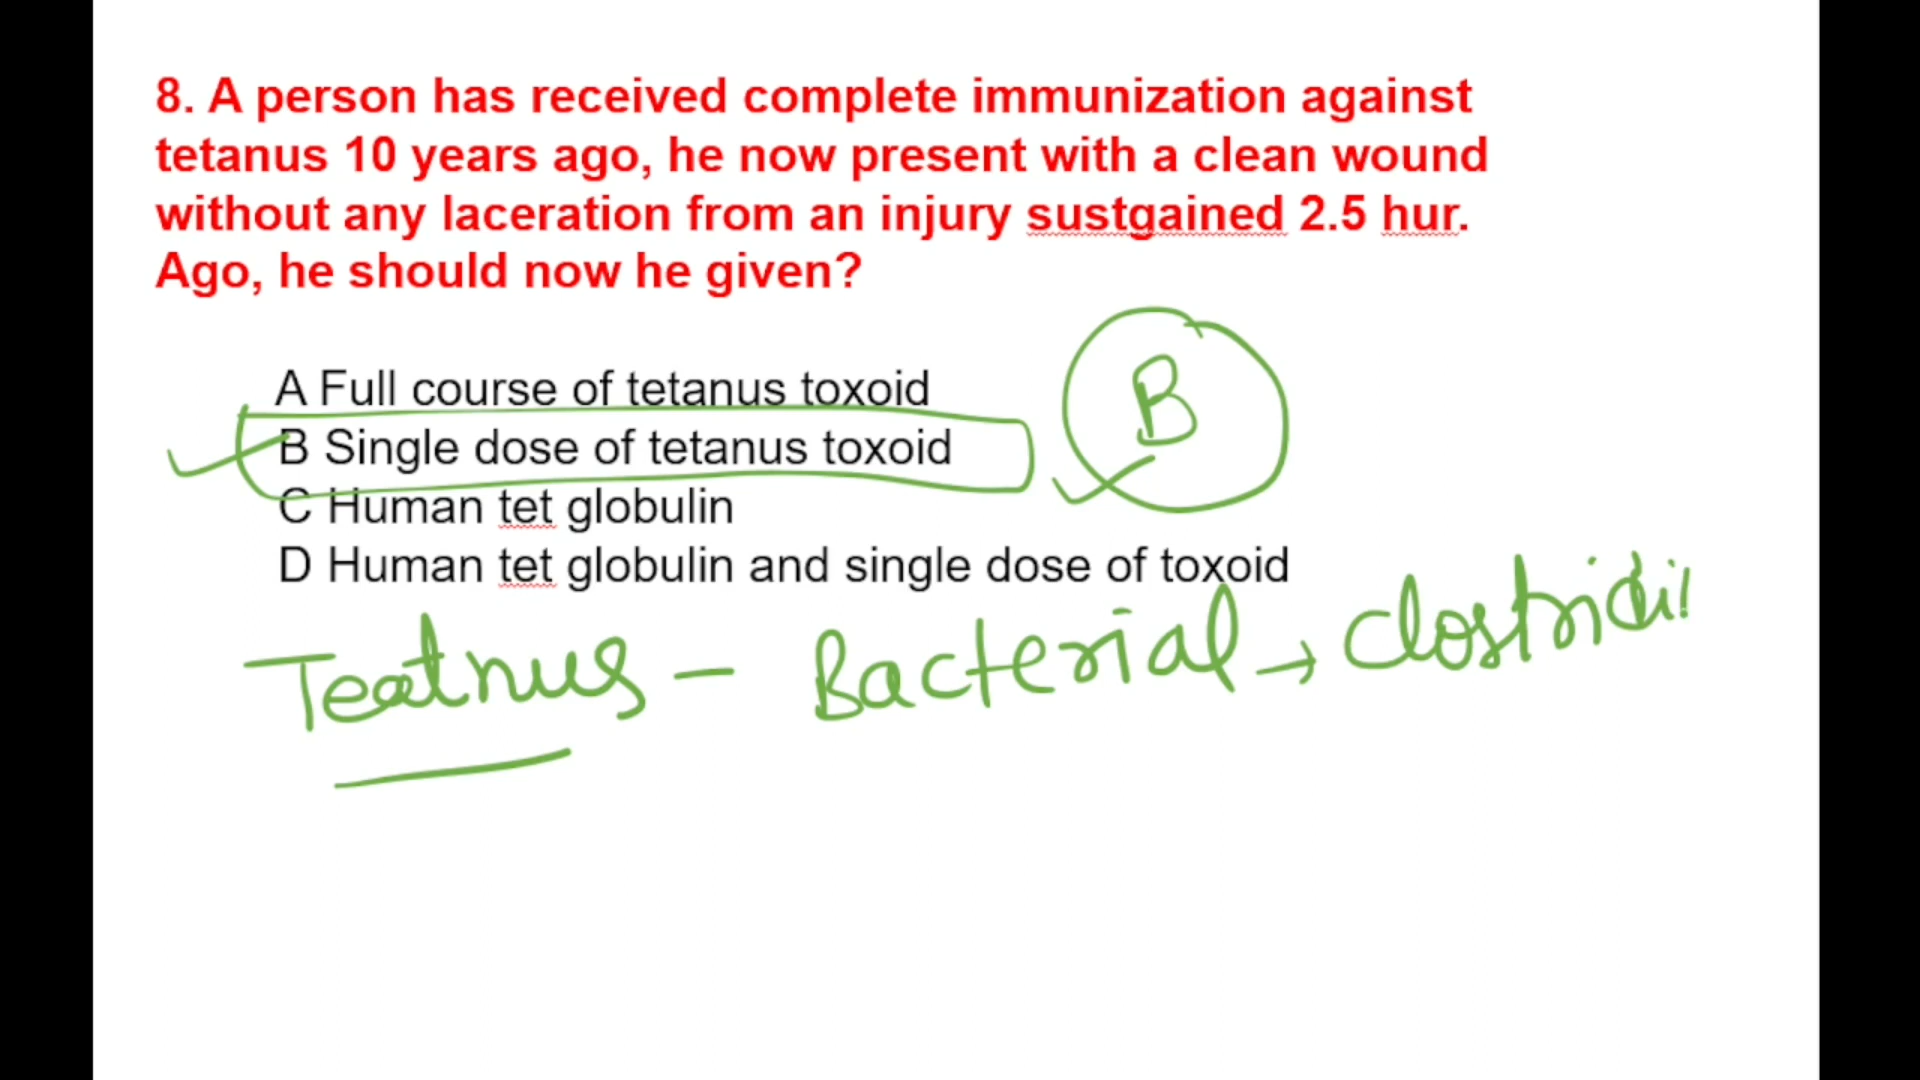 8. A person has received complete immunization against
tetanus 10 years ago, he now present with a clean wound
without any laceration from an injury sustgained 2.5 hur.
Ago, he should now he given?
A Full course of tetanus toxoid
B Single dose of tetanus toxoid
B
C Human tet globulin
D Human tet globulin and single dose of toxoid
Teatnus - Bacterial → clostridi